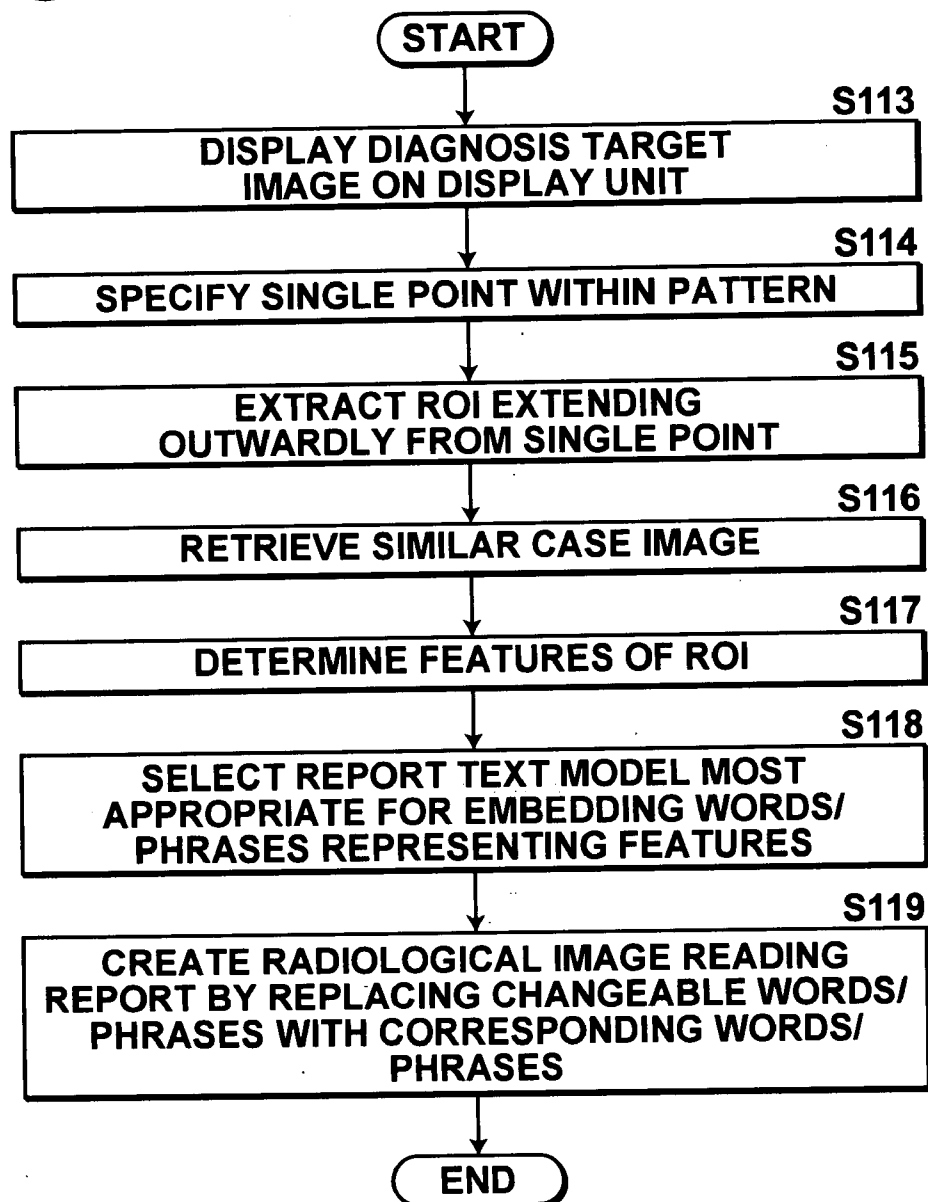 START
S113
DISPLAY DIAGNOSIS TARGET
IMAGE ON DISPLAY UNIT
S114
SPECIFY SINGLE POINT WITHIN PATTERN
S115
EXTRACT ROI EXTENDING
OUTWARDLY FROM SINGLE POINT
S116
RETRIEVE SIMILAR CASE IMAGE
S117
DETERMINE FEATURES OF ROI
S118
SELECT REPORT TEXT MODEL MOST
APPROPRIATE FOR EMBEDDING WORDS/
PHRASES REPRESENTING FEATURES
S119
CREATE RADIOLOGICAL IMAGE READING
REPORT BY REPLACING CHANGEABLE WORDS/
PHRASES WITH CORRESPONDING WORDS/
PHRASES
END